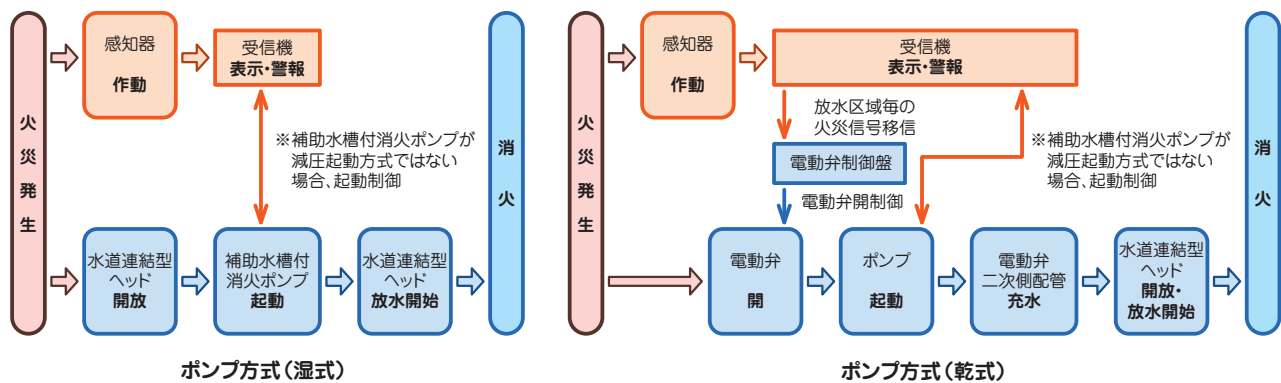 火災発生
感知器
作動
受信機
表示・警報
※補助水槽付消火ポンプが
減圧起動方式ではない
場合、起動制御
水道連結型
ヘッド
開放
補助水槽付
消火ポンプ
起動
水道連結型
ヘッド
放水開始
消火
ポンプ方式（湿式）
火災発生
感知器
作動
受信機
表示・警報
放水区域毎の
火災信号移信
電動弁制御盤
電動弁開制御
※補助水槽付消火ポンプが
減圧起動方式ではない
場合、起動制御
電動弁
開
ポンプ
起動
電動弁
二次側配管
充水
水道連結型
ヘッド
開放・
放水開始
消火
ポンプ方式（乾式）